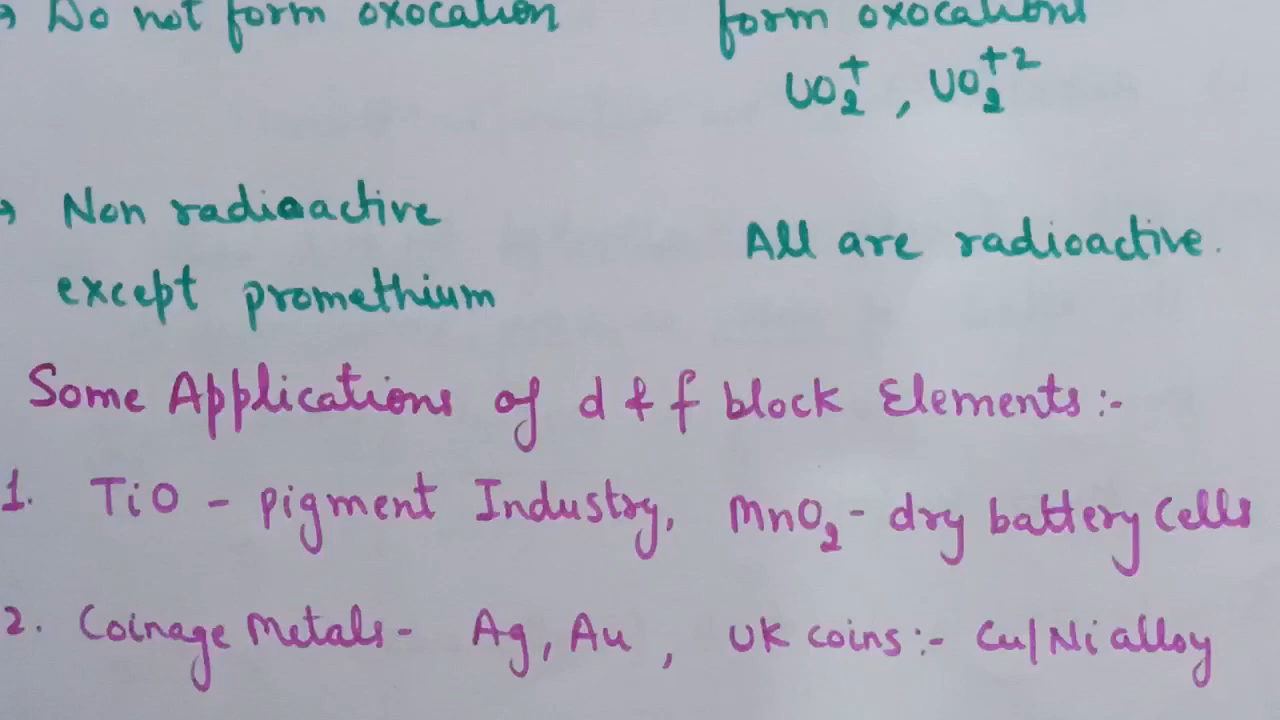 → Do not form oxocation form oxocations
UO₂⁺, UO₂⁺²
→ Non radioactive
All are radioactive.
except promethium
Some Applications of d & f block Elements :-
1. TiO - pigment Industry, MnO₂ - dry battery Cells
2. Coinage Metals - Ag, Au, UK coins :- Cu/Ni alloy